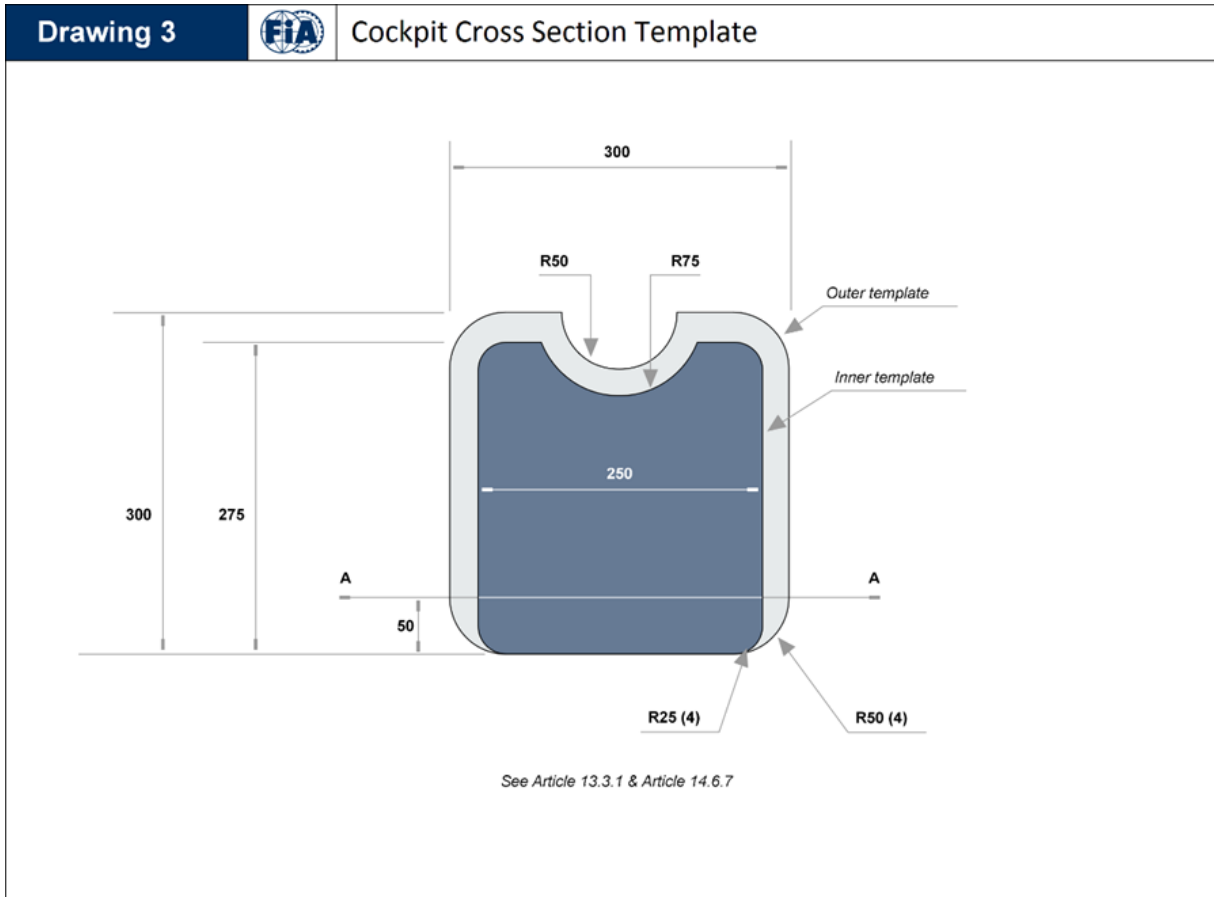 Drawing 3
FiA
Cockpit Cross Section Template
300
R50
R75
Outer template
Inner template
250
300
275
A
A
50
R25 (4)
R50 (4)
See Article 13.3.1 & Article 14.6.7